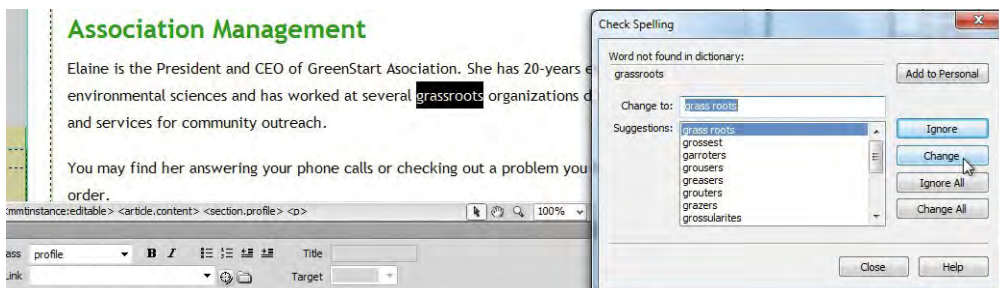 Association Management
Elaine is the President and CEO of GreenStart Asociation. She has 20-years e
environmental sciences and has worked at several grassroots organizations d
and services for community outreach.
You may find her answering your phone calls or checking out a problem you
order.
<mmtinstance:editable> <article.content> <section.profile> <p>
100%
ass profile B I Title
Link Target
Check Spelling
Word not found in dictionary:
grassroots
Add to Personal
Change to: grass roots
Suggestions: grass roots
grossest
garroters
grousers
greasers
grouters
grazers
grossularites
Ignore
Change
Ignore All
Change All
Close Help